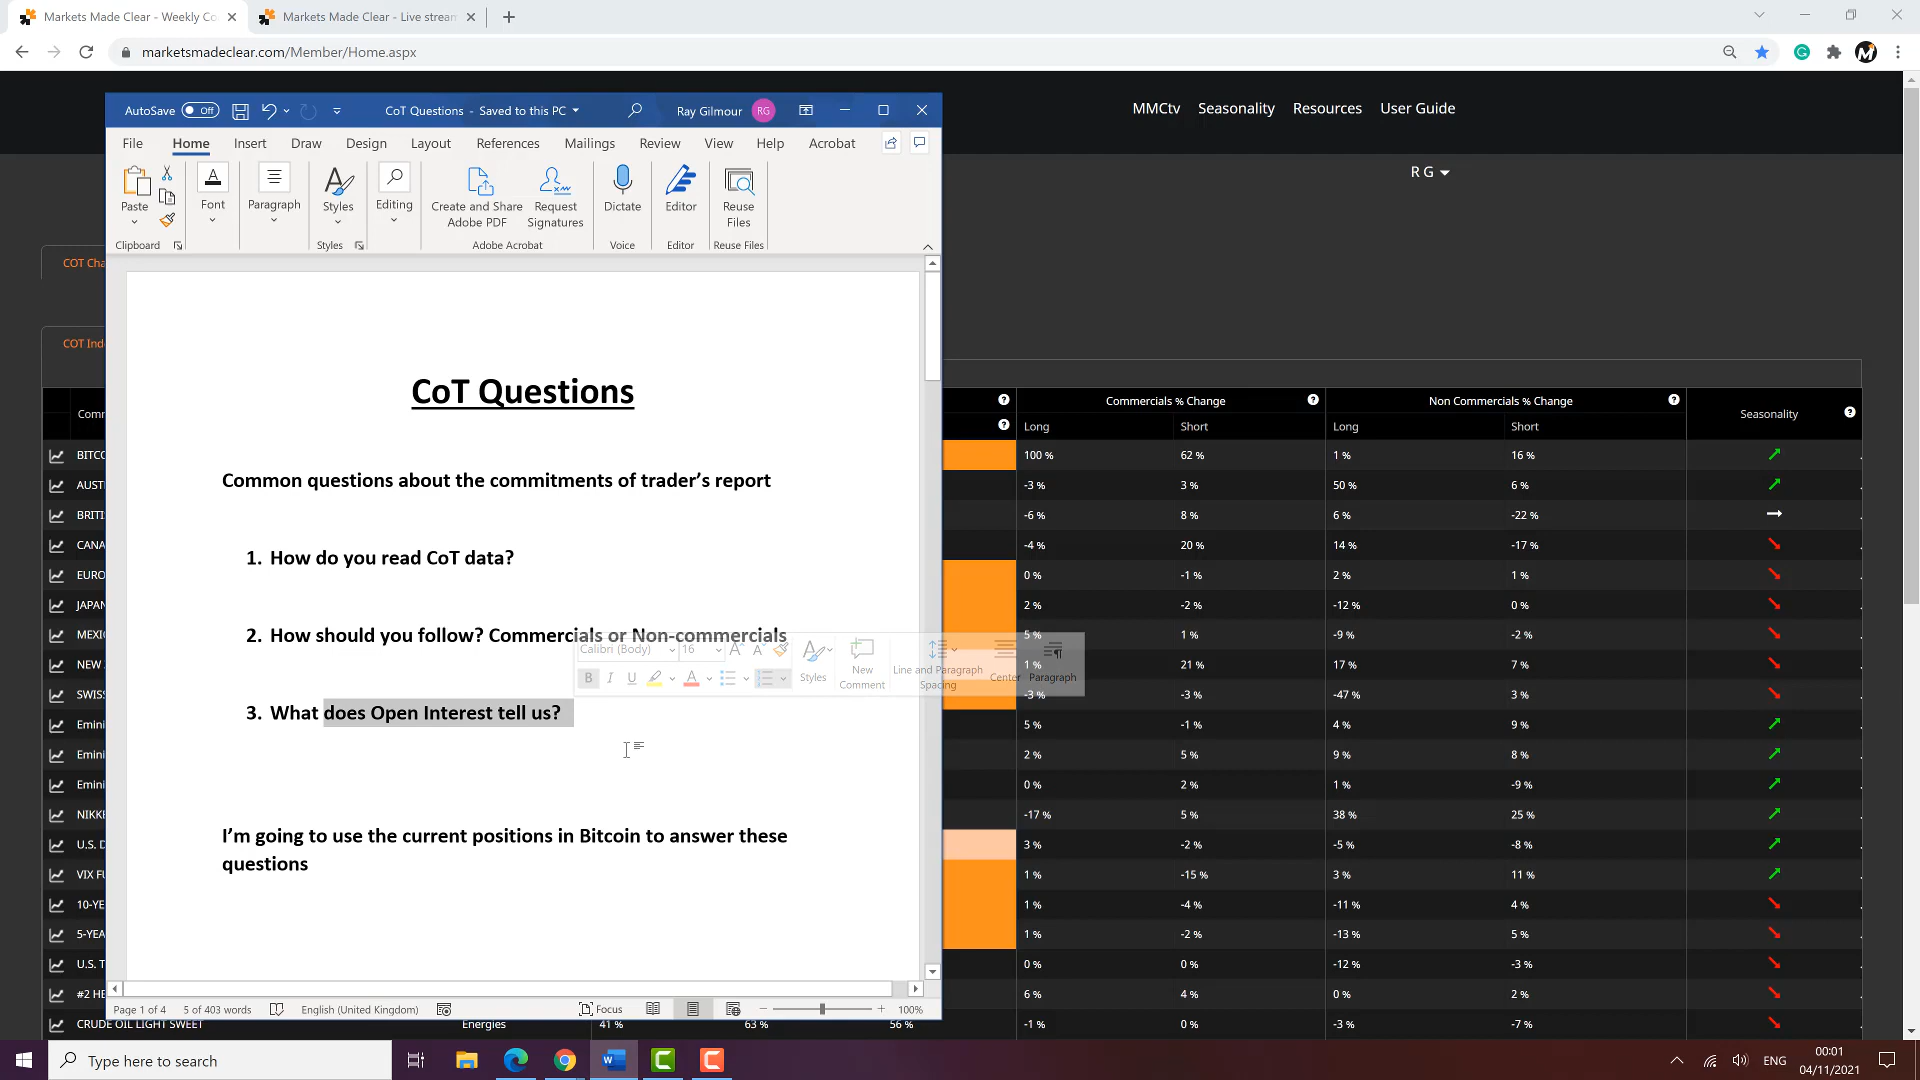 Markets Made Clear - Weekly Co
Markets Made Clear - Live stream
marketsmadeclear.com/Member/Home.aspx
MMCtv Seasonality Resources User Guide
R G
AutoSave Off CoT Questions - Saved to this PC Ray Gilmour RG
File Home Insert Draw Design Layout References Mailings Review View Help Acrobat
Paste Font Paragraph Styles Editing Create and Share Adobe PDF Request Signatures Dictate Editor Reuse Files
Clipboard Styles Adobe Acrobat Voice Editor Reuse Files
CoT Questions
Common questions about the commitments of trader's report
1. How do you read CoT data?
2. How should you follow? Commercials or Non-commercials
3. What does Open Interest tell us?
I'm going to use the current positions in Bitcoin to answer these
questions
Calibri (Body) 16
B I U A Styles New Comment Line and Paragraph Spacing Center Paragraph
Page 1 of 4 5 of 403 words English (United Kingdom) Focus 100%
COT Cha
COT Ind
Comm
Commercials % Change Non Commercials % Change Seasonality
Long Short Long Short
BITCO 100 % 62 % 1 % 16 %
AUST -3 % 3 % 50 % 6 %
BRITI -6 % 8 % 6 % -22 %
CANA -4 % 20 % 14 % -17 %
EURO 0 % -1 % 2 % 1 %
JAPAN 2 % -2 % -12 % 0 %
MEXI 5 % 1 % -9 % -2 %
NEW 1 % 21 % 17 % 7 %
SWISS -3 % -3 % -47 % 3 %
Emini 5 % -1 % 4 % 9 %
Emini 2 % 5 % 9 % 8 %
Emini 0 % 2 % 1 % -9 %
NIKKE -17 % 5 % 38 % 25 %
U.S. D 3 % -2 % -5 % -8 %
VIX FU 1 % -15 % 3 % 11 %
10-YE 1 % -4 % -11 % 4 %
5-YEA 1 % -2 % -13 % 5 %
U.S. T 0 % 0 % -12 % -3 %
#2 HE 6 % 4 % 0 % 2 %
CRUDE OIL LIGHT SWEET Energies 41 % 63 % 56 % -1 % 0 % -3 % -7 %
Type here to search
ENG
00:01
04/11/2021